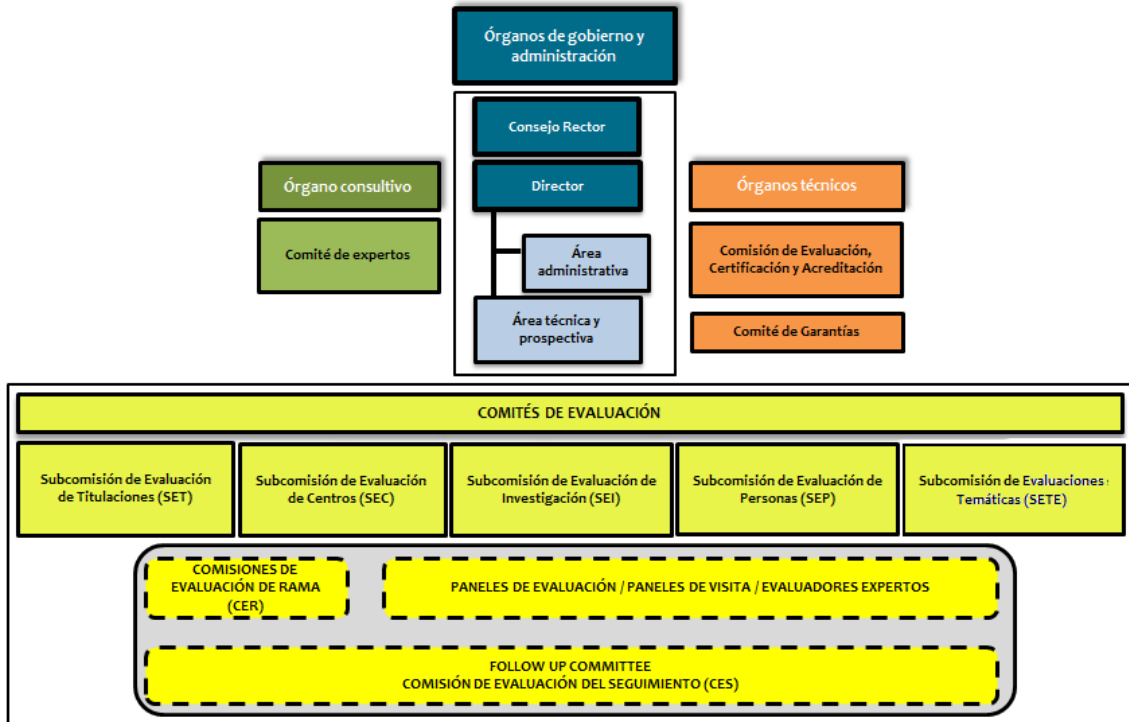 Órganos de gobierno y
administración
Consejo Rector
Director
Área
administrativa
Área técnica y
prospectiva
Órgano consultivo
Comité de expertos
Órganos técnicos
Comisión de Evaluación,
Certificación y Acreditación
Comité de Garantías
COMITÉS DE EVALUACIÓN
Subcomisión de Evaluación
de Titulaciones (SET)
Subcomisión de Evaluación
de Centros (SEC)
Subcomisión de Evaluación de
Investigación (SEI)
Subcomisión de Evaluación de
Personas (SEP)
Subcomisión de Evaluaciones
Temáticas (SETE)
COMISIONES DE
EVALUACIÓN DE RAMA
(CER)
PANELES DE EVALUACIÓN / PANELES DE VISITA / EVALUADORES EXPERTOS
FOLLOW UP COMMITTEE
COMISIÓN DE EVALUACIÓN DEL SEGUIMIENTO (CES)